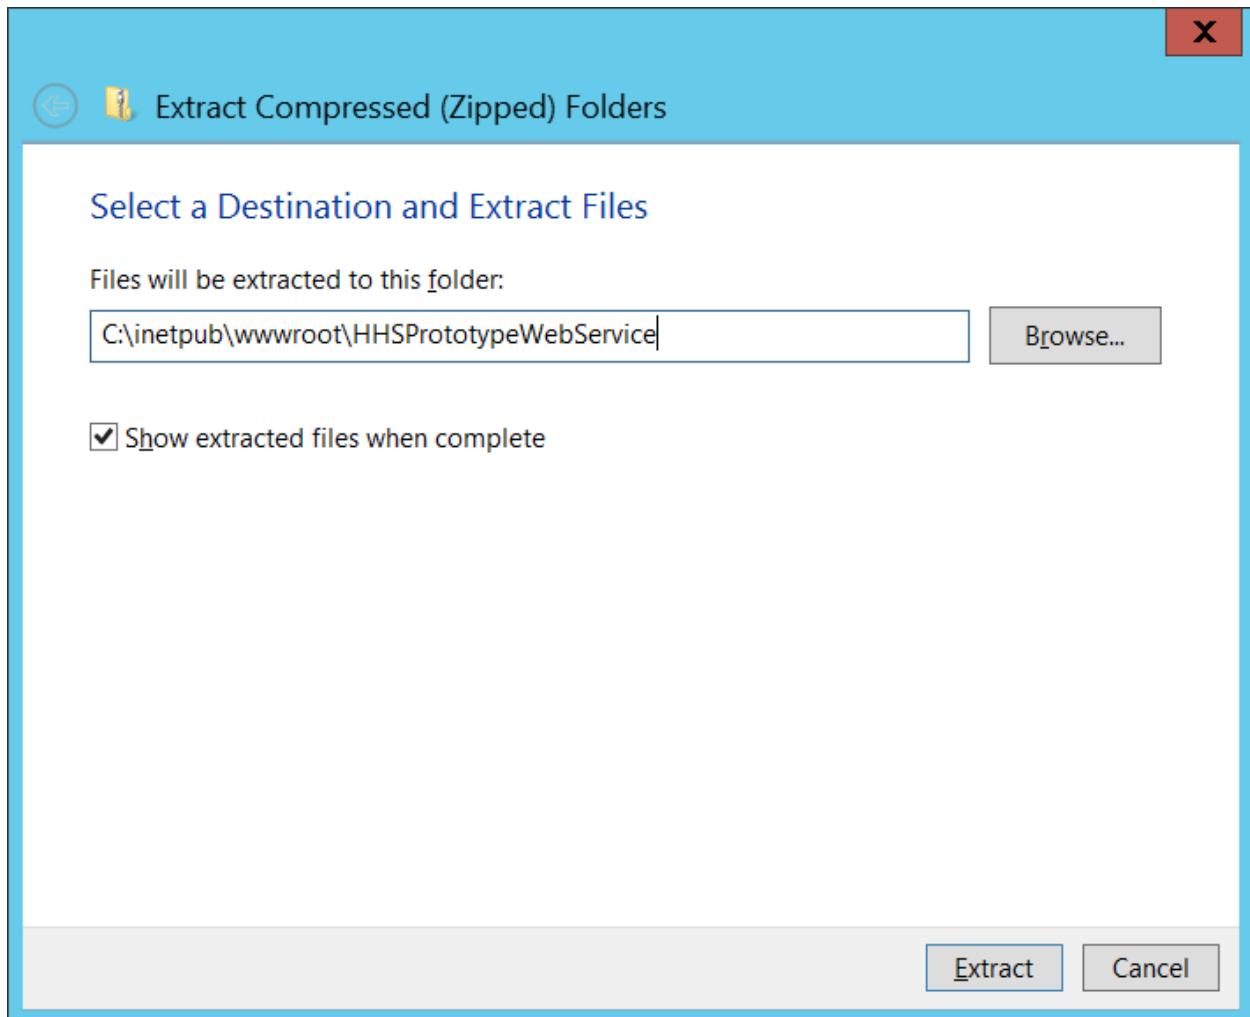 X
Extract Compressed (Zipped) Folders
Select a Destination and Extract Files
Files will be extracted to this folder:
C:\inetpub\wwwroot\HHSPrototypeWebService
Browse...
Show extracted files when complete
Extract
Cancel